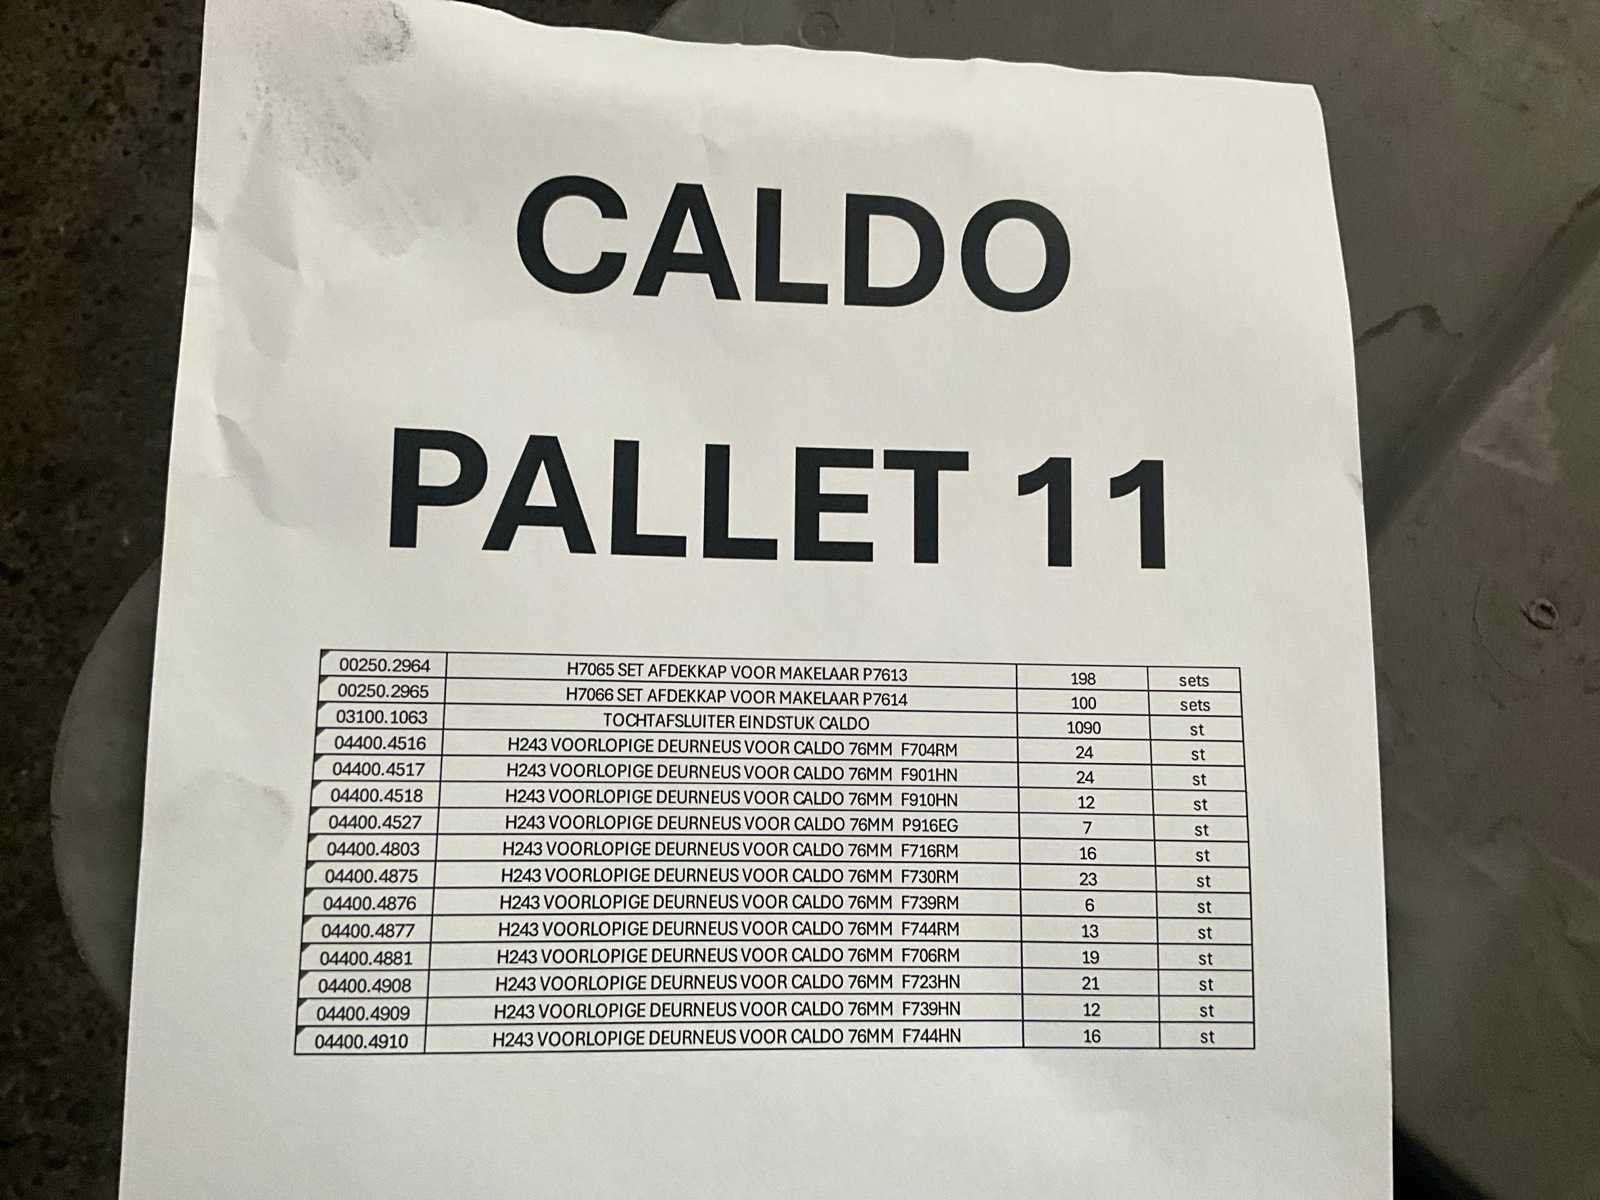 CALDO
PALLET 11
00250.2964 H7065 SET AFDEKKAP VOOR MAKELAAR P7613 198 sets
00250.2965 H7066 SET AFDEKKAP VOOR MAKELAAR P7614 100 sets
03100.1063 TOCHTAFSLUITER EINDSTUK CALDO 1090 st
04400.4516 H243 VOORLOPIGE DEURNEUS VOOR CALDO 76MM F704RM 24 st
04400.4517 H243 VOORLOPIGE DEURNEUS VOOR CALDO 76MM F901HN 24 st
04400.4518 H243 VOORLOPIGE DEURNEUS VOOR CALDO 76MM F910HN 12 st
04400.4527 H243 VOORLOPIGE DEURNEUS VOOR CALDO 76MM P916EG 7 st
04400.4803 H243 VOORLOPIGE DEURNEUS VOOR CALDO 76MM F716RM 16 st
04400.4875 H243 VOORLOPIGE DEURNEUS VOOR CALDO 76MM F730RM 23 st
04400.4876 H243 VOORLOPIGE DEURNEUS VOOR CALDO 76MM F739RM 6 st
04400.4877 H243 VOORLOPIGE DEURNEUS VOOR CALDO 76MM F744RM 13 st
04400.4881 H243 VOORLOPIGE DEURNEUS VOOR CALDO 76MM F706RM 19 st
04400.4908 H243 VOORLOPIGE DEURNEUS VOOR CALDO 76MM F723HN 21 st
04400.4909 H243 VOORLOPIGE DEURNEUS VOOR CALDO 76MM F739HN 12 st
04400.4910 H243 VOORLOPIGE DEURNEUS VOOR CALDO 76MM F744HN 16 st